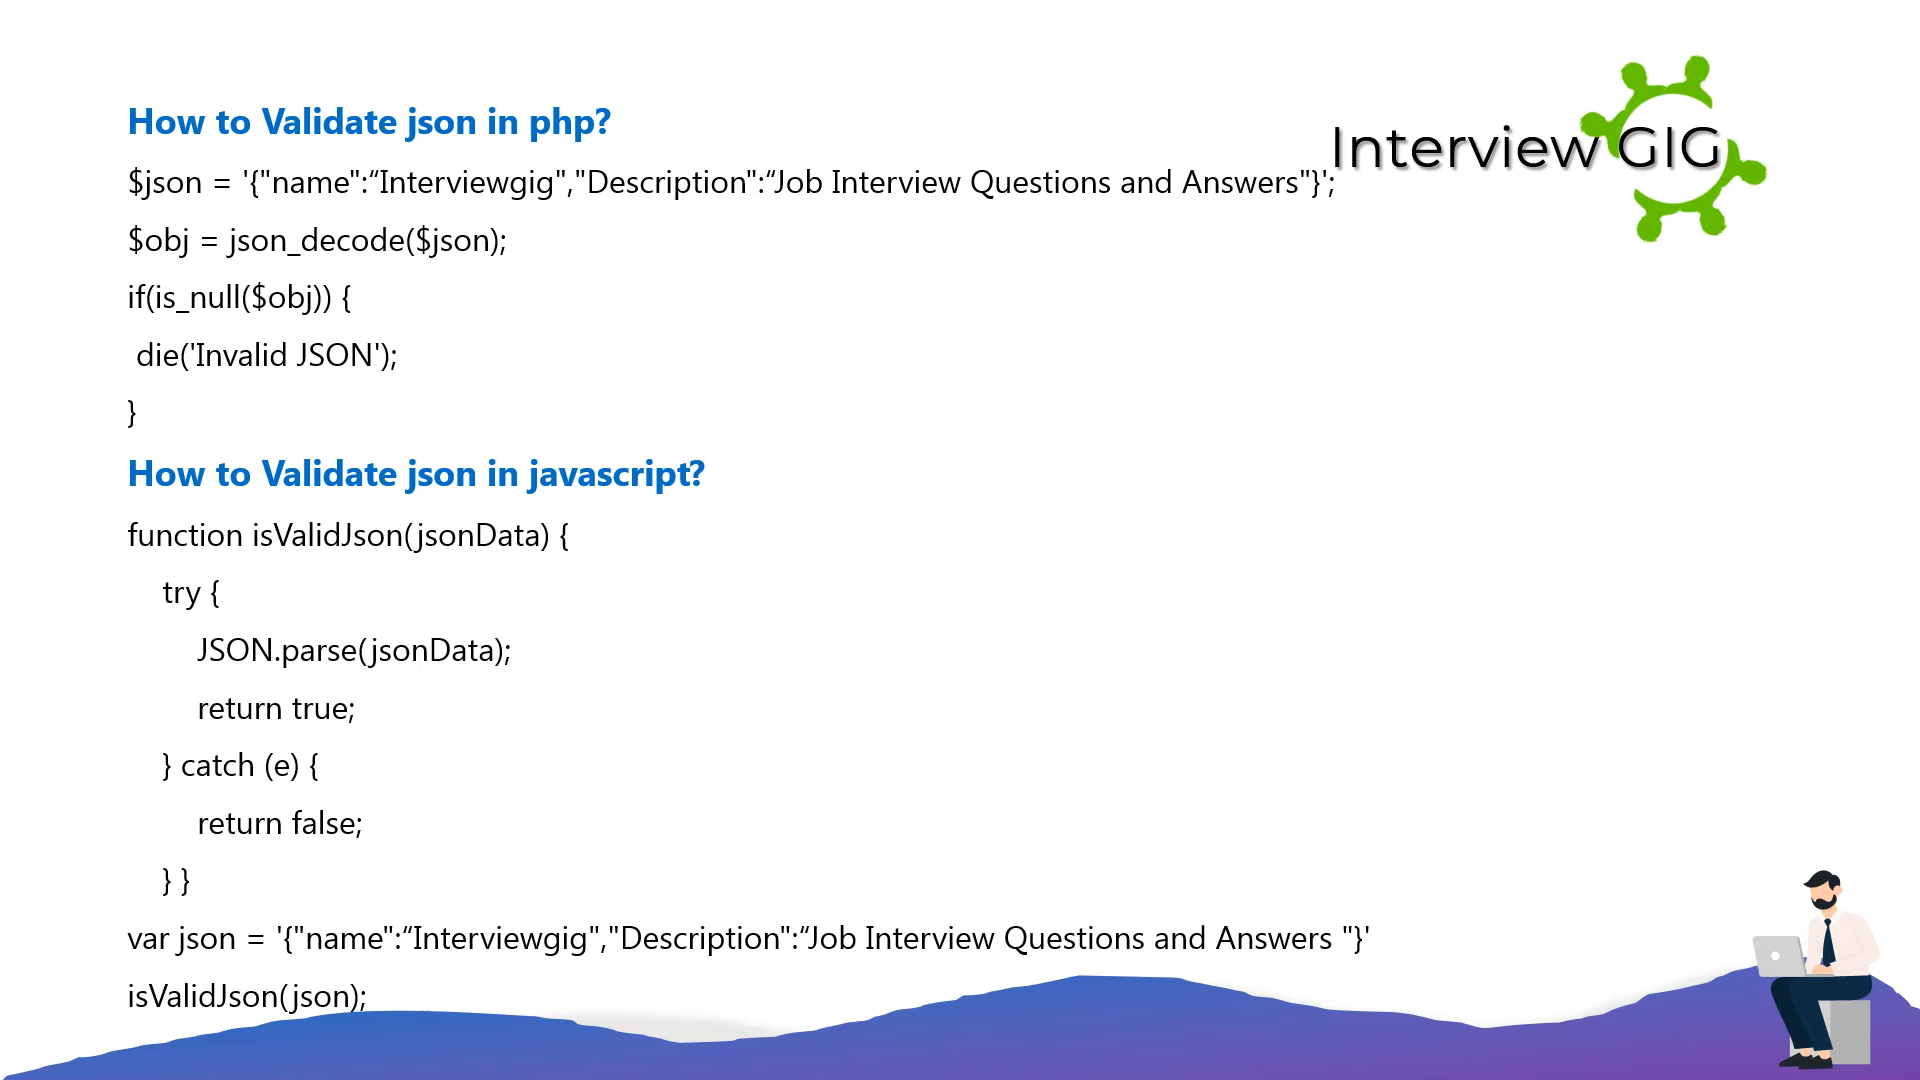 How to Validate json in php?
Interview GIG
$json = '{"name":“Interviewgig","Description":“Job Interview Questions and Answers"}';
$obj = json_decode($json);
if(is_null($obj)) {
 die('Invalid JSON');
}
How to Validate json in javascript?
function isValidJson(jsonData) {
    try {
        JSON.parse(jsonData);
        return true;
    } catch (e) {
        return false;
    } }
var json = '{"name":“Interviewgig","Description":“Job Interview Questions and Answers "}'
isValidJson(json);